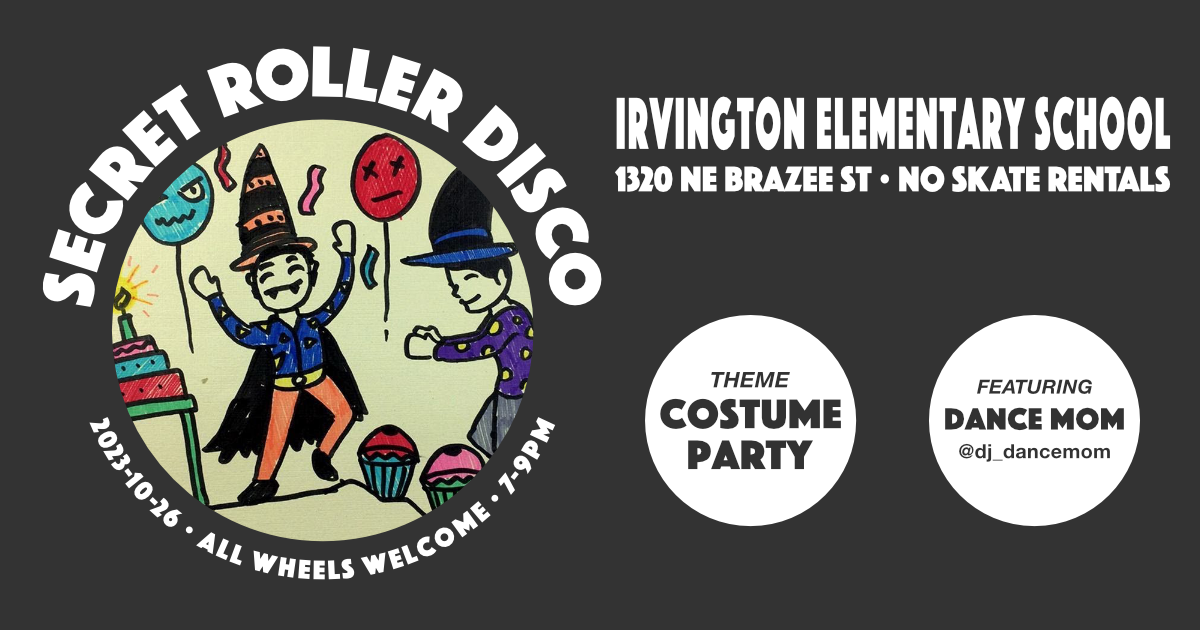 SECRET ROLLER DISCO
2023-10-26 • ALL WHEELS WELCOME • 7-9PM
IRVINGTON ELEMENTARY SCHOOL
1320 NE BRAZEE ST • NO SKATE RENTALS
THEME
COSTUME
PARTY
FEATURING
DANCE MOM
@dj_dancemom